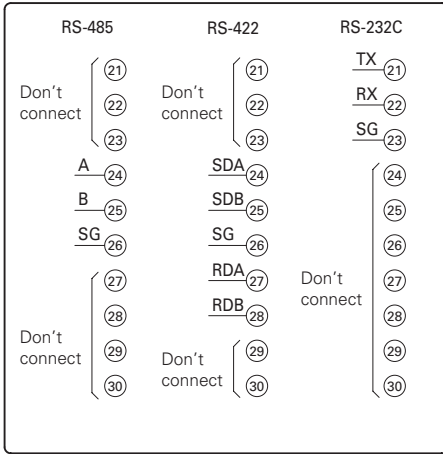 RS-485
Don't
connect
21
22
23
A 24
B 25
SG 26
Don't
connect
27
28
29
30
RS-422
Don't
connect
21
22
23
SDA 24
SDB 25
SG 26
RDA 27
RDB 28
Don't
connect
29
30
RS-232C
TX 21
RX 22
SG 23
Don't
connect
24
25
26
27
28
29
30